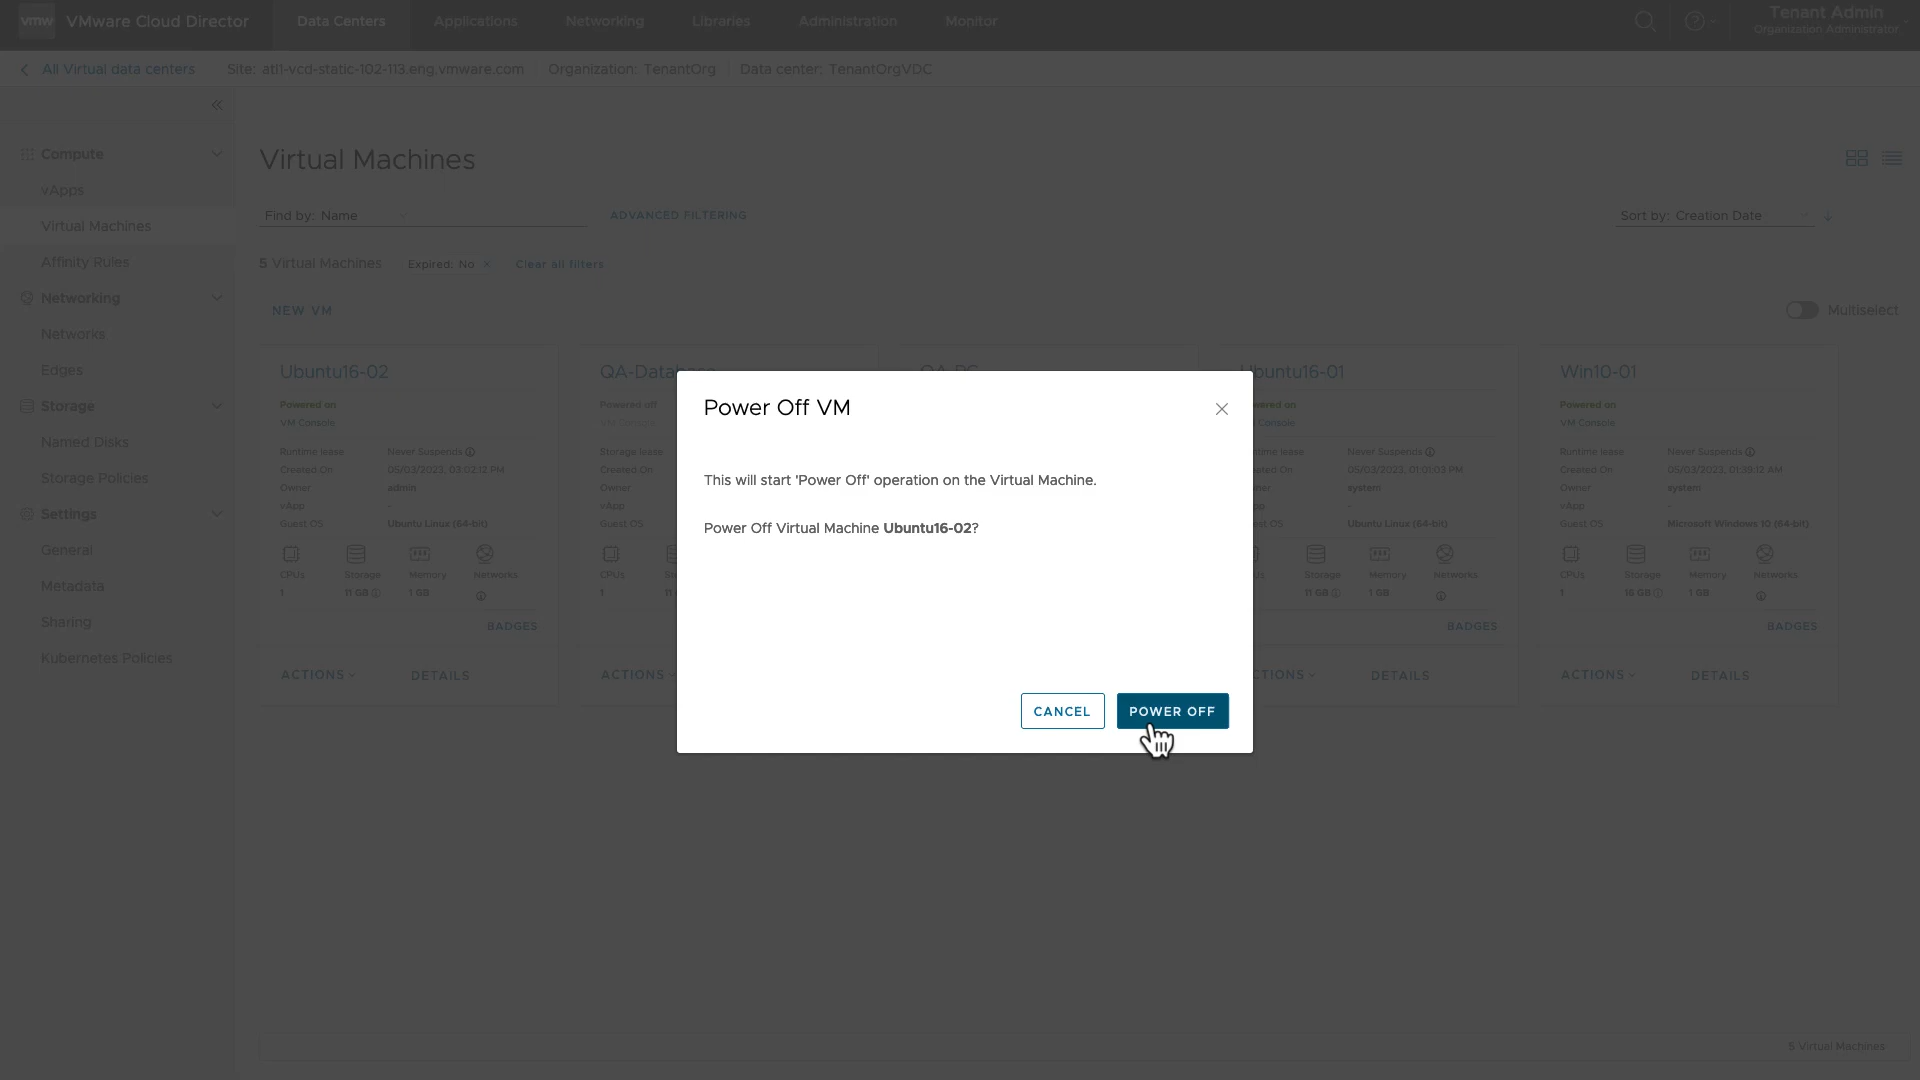 vmw VMware Cloud Director Data Centers Applications Networking Libraries Administration Monitor Tenant Admin
Organization Administrator
All Virtual data centers Site: atl1-vcd-static-102-113.eng.vmware.com Organization: TenantOrg Data center: TenantOrgVDC
Compute
vApps
Virtual Machines
Affinity Rules
Networking
Networks
Edges
Storage
Named Disks
Storage Policies
Settings
General
Metadata
Sharing
Kubernetes Policies
Virtual Machines
Find by: Name ADVANCED FILTERING Sort by: Creation Date
5 Virtual Machines Expired: No Clear all filters
NEW VM Multiselect
Ubuntu16-02
Powered on
VM Console
Runtime lease Never Suspends
Created On 05/03/2023, 03:02:12 PM
Owner admin
vApp -
Guest OS Ubuntu Linux (64-bit)
CPUs Storage Memory Networks
1 11 GB 1 GB
BADGES
ACTIONS DETAILS
QA-Database
Powered off
VM Console
Storage lease
Created On
Owner
vApp
Guest OS
CPUs
1 11
ACTIONS
QA-PC
Power Off VM
This will start 'Power Off' operation on the Virtual Machine.
Power Off Virtual Machine Ubuntu16-02?
CANCEL POWER OFF
Ubuntu16-01
Powered on
Console
Never Suspends
05/03/2023, 01:01:03 PM
system
-
OS Ubuntu Linux (64-bit)
Storage Memory Networks
11 GB 1 GB
BADGES
ACTIONS DETAILS
Win10-01
Powered on
VM Console
Runtime lease Never Suspends
Created On 05/03/2023, 01:39:12 AM
Owner system
vApp -
Guest OS Microsoft Windows 10 (64-bit)
CPUs Storage Memory Networks
1 16 GB 1 GB
BADGES
ACTIONS DETAILS
5 Virtual Machines